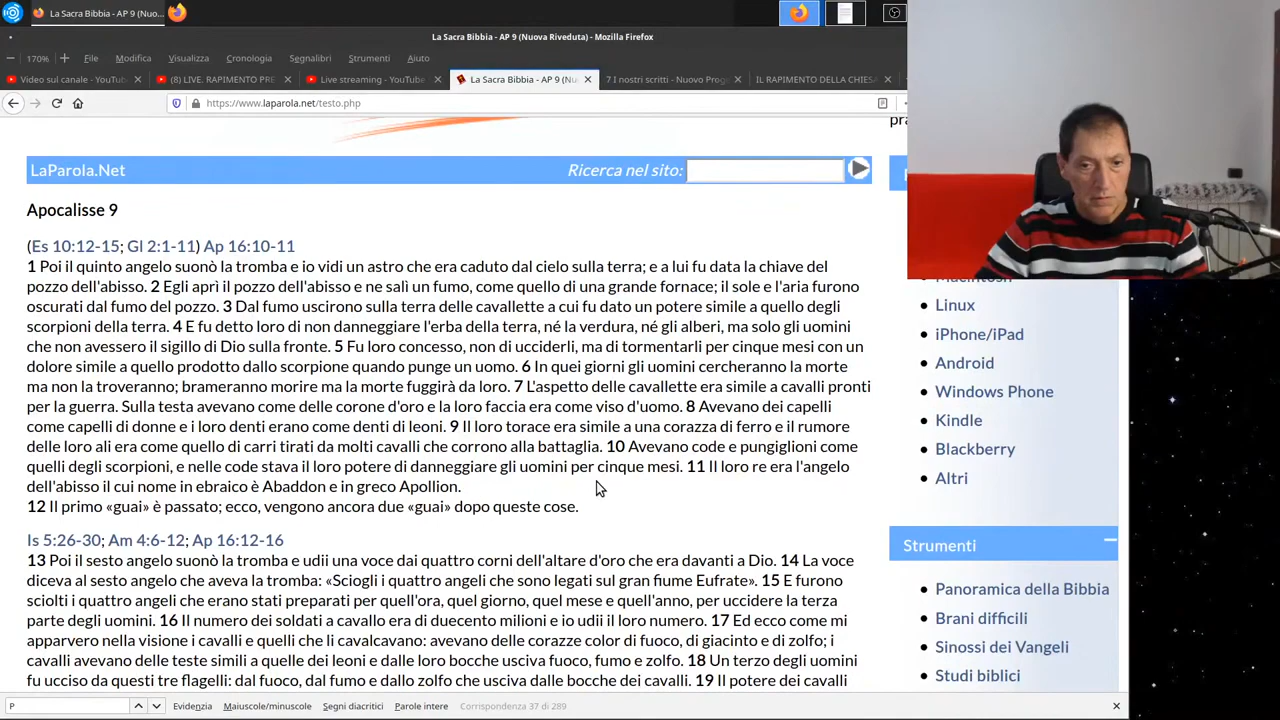 La Sacra Bibbia - AP 9 (Nuo...
La Sacra Bibbia - AP 9 (Nuova Riveduta) - Mozilla Firefox
170% File Modifica Visualizza Cronologia Segnalibri Strumenti Aiuto
Video sul canale - YouTube (8) LIVE. RAPIMENTO PRE Live streaming - YouTube La Sacra Bibbia - AP 9 (Nu 7 I nostri scritti - Nuovo Prog IL RAPIMENTO DELLA CHIESA
https://www.laparola.net/testo.php
LaParola.Net Ricerca nel sito:
Apocalisse 9
(Es 10:12-15; Gl 2:1-11) Ap 16:10-11
1 Poi il quinto angelo suonò la tromba e io vidi un astro che era caduto dal cielo sulla terra; e a lui fu data la chiave del
pozzo dell'abisso. 2 Egli aprì il pozzo dell'abisso e ne salì un fumo, come quello di una grande fornace; il sole e l'aria furono
oscurati dal fumo del pozzo. 3 Dal fumo uscirono sulla terra delle cavallette a cui fu dato un potere simile a quello degli
scorpioni della terra. 4 E fu detto loro di non danneggiare l'erba della terra, né la verdura, né gli alberi, ma solo gli uomini
che non avessero il sigillo di Dio sulla fronte. 5 Fu loro concesso, non di ucciderli, ma di tormentarli per cinque mesi con un
dolore simile a quello prodotto dallo scorpione quando punge un uomo. 6 In quei giorni gli uomini cercheranno la morte
ma non la troveranno; brameranno morire ma la morte fuggirà da loro. 7 L'aspetto delle cavallette era simile a cavalli pronti
per la guerra. Sulla testa avevano come delle corone d'oro e la loro faccia era come viso d'uomo. 8 Avevano dei capelli
come capelli di donne e i loro denti erano come denti di leoni. 9 Il loro torace era simile a una corazza di ferro e il rumore
delle loro ali era come quello di carri tirati da molti cavalli che corrono alla battaglia. 10 Avevano code e pungiglioni come
quelli degli scorpioni, e nelle code stava il loro potere di danneggiare gli uomini per cinque mesi. 11 Il loro re era l'angelo
dell'abisso il cui nome in ebraico è Abaddon e in greco Apollion.
12 Il primo «guai» è passato; ecco, vengono ancora due «guai» dopo queste cose.
Is 5:26-30; Am 4:6-12; Ap 16:12-16
13 Poi il sesto angelo suonò la tromba e udii una voce dai quattro corni dell'altare d'oro che era davanti a Dio. 14 La voce
diceva al sesto angelo che aveva la tromba: «Sciogli i quattro angeli che sono legati sul gran fiume Eufrate». 15 E furono
sciolti i quattro angeli che erano stati preparati per quell'ora, quel giorno, quel mese e quell'anno, per uccidere la terza
parte degli uomini. 16 Il numero dei soldati a cavallo era di duecento milioni e io udii il loro numero. 17 Ed ecco come mi
apparvero nella visione i cavalli e quelli che li cavalcavano: avevano delle corazze color di fuoco, di giacinto e di zolfo; i
cavalli avevano delle teste simili a quelle dei leoni e dalle loro bocche usciva fuoco, fumo e zolfo. 18 Un terzo degli uomini
fu ucciso da questi tre flagelli: dal fuoco, dal fumo e dallo zolfo che usciva dalle bocche dei cavalli. 19 Il potere dei cavalli
Linux
iPhone/iPad
Android
Windows Phone
Kindle
Blackberry
Altri
Strumenti
Panoramica della Bibbia
Brani difficili
Sinossi dei Vangeli
Studi biblici
P Evidenzia Maiuscole/minuscole Segni diacritici Parole intere Corrispondenza 37 di 289